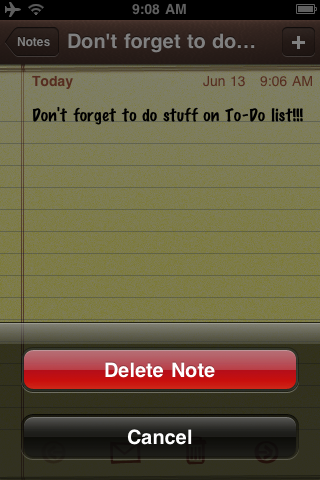 9:08 AM
Notes
Don't forget to do…
+
Today Jun 13 9:06 AM
Don't forget to do stuff on To-Do list!!!
Delete Note
Cancel